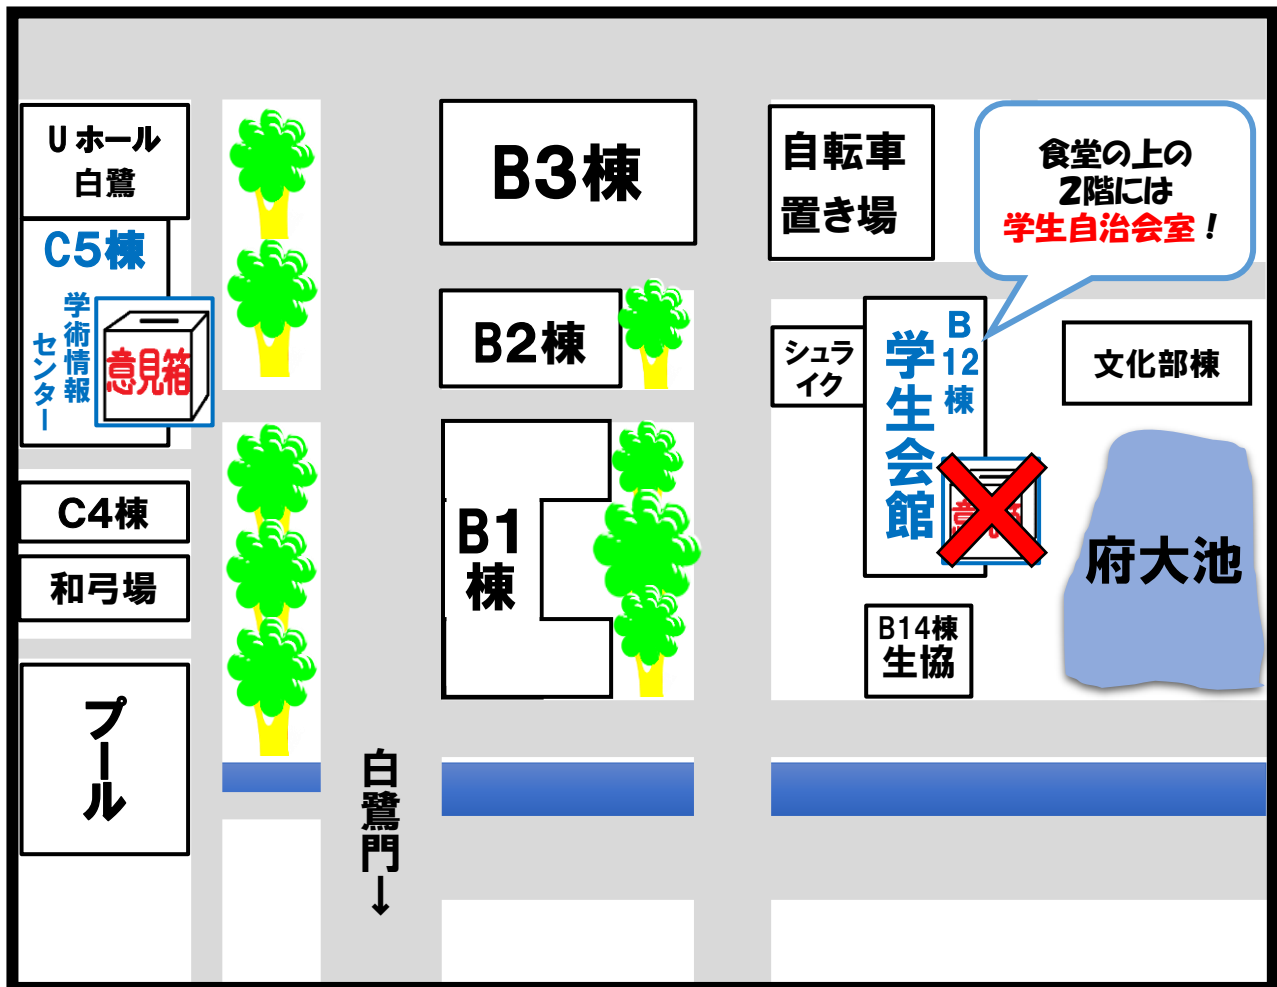 Uホール
白鷺
C5棟
学術情報
センター
意見箱
C4棟
和弓場
プール
白鷺門↓
B3棟
B2棟
B1
棟
自転車
置き場
食堂の上の
2階には
学生自治会室！
シュラ
イク
B12棟
学生会館
文化部棟
府大池
B14棟
生協